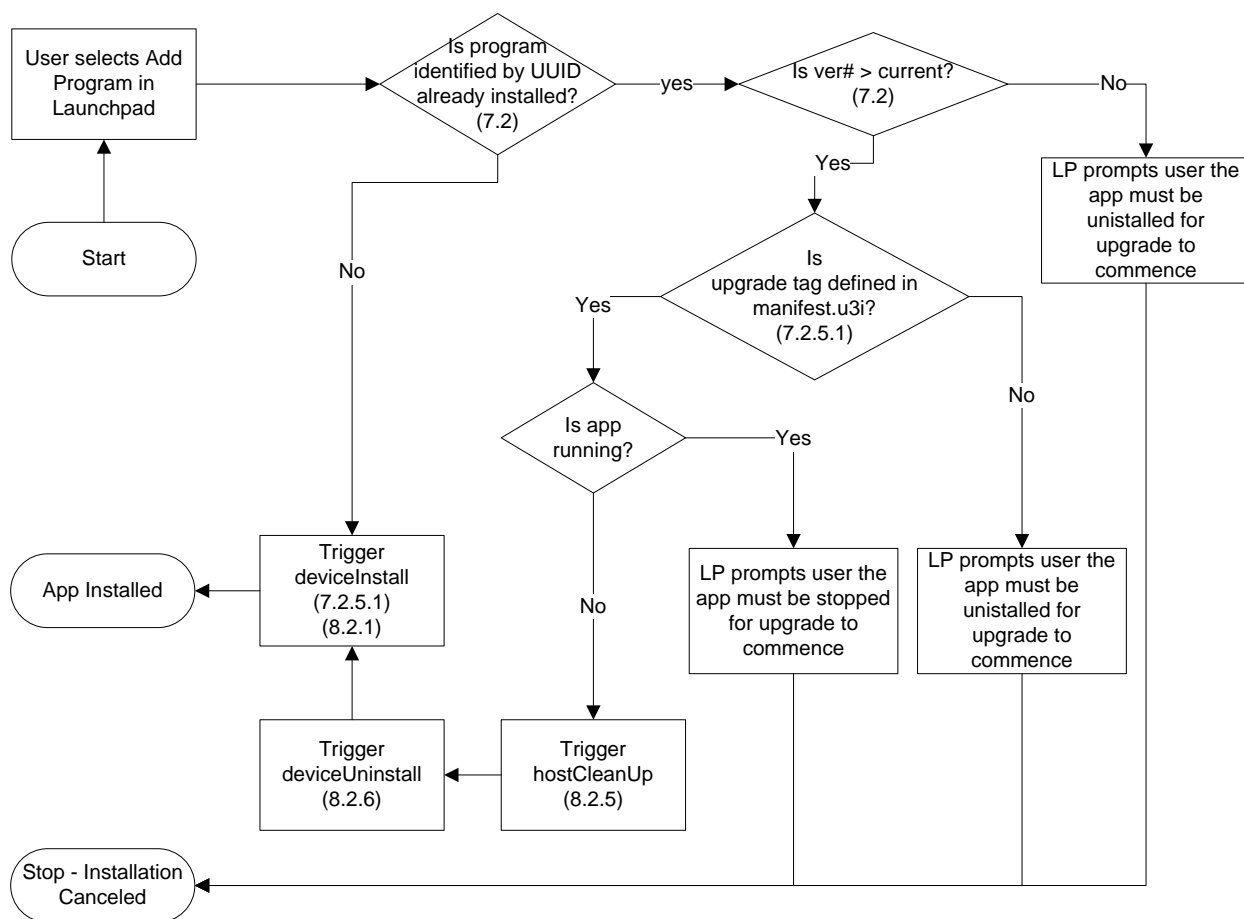 User selects Add
Program in
Launchpad
Is program
identified by UUID
already installed?
(7.2)
yes
Is ver# > current?
(7.2)
No
Yes
LP prompts user the
app must be
unistalled for
upgrade to
commence
Start
No
Is
upgrade tag defined in
manifest.u3i?
(7.2.5.1)
Yes
No
Is app
running?
Yes
App Installed
Trigger
deviceInstall
(7.2.5.1)
(8.2.1)
No
LP prompts user the
app must be stopped
for upgrade to
commence
LP prompts user the
app must be
unistalled for
upgrade to
commence
Trigger
deviceUninstall
(8.2.6)
Trigger
hostCleanUp
(8.2.5)
Stop - Installation
Canceled